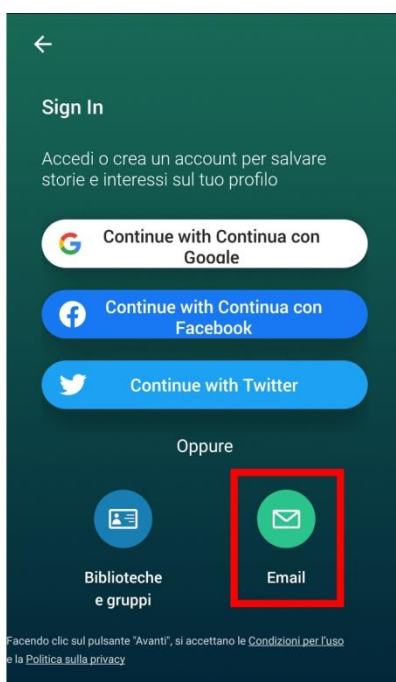 Sign In
Accedi o crea un account per salvare
storie e interessi sul tuo profilo
Continue with Continua con
Google
Continue with Continua con
Facebook
Continue with Twitter
Oppure
Biblioteche
e gruppi
Email
Facendo clic sul pulsante "Avanti", si accettano le Condizioni per l'uso
e la Politica sulla privacy